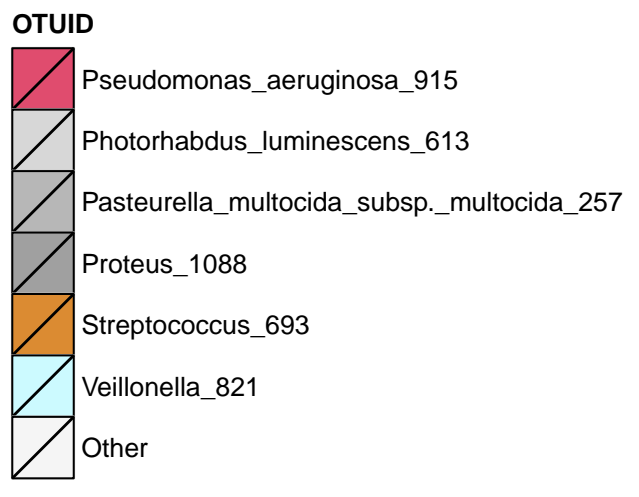 OTUID
Pseudomonas_aeruginosa_915
Photorhabdus_luminescens_613
Pasteurella_multocida_subsp._multocida_257
Proteus_1088
Streptococcus_693
Veillonella_821
Other